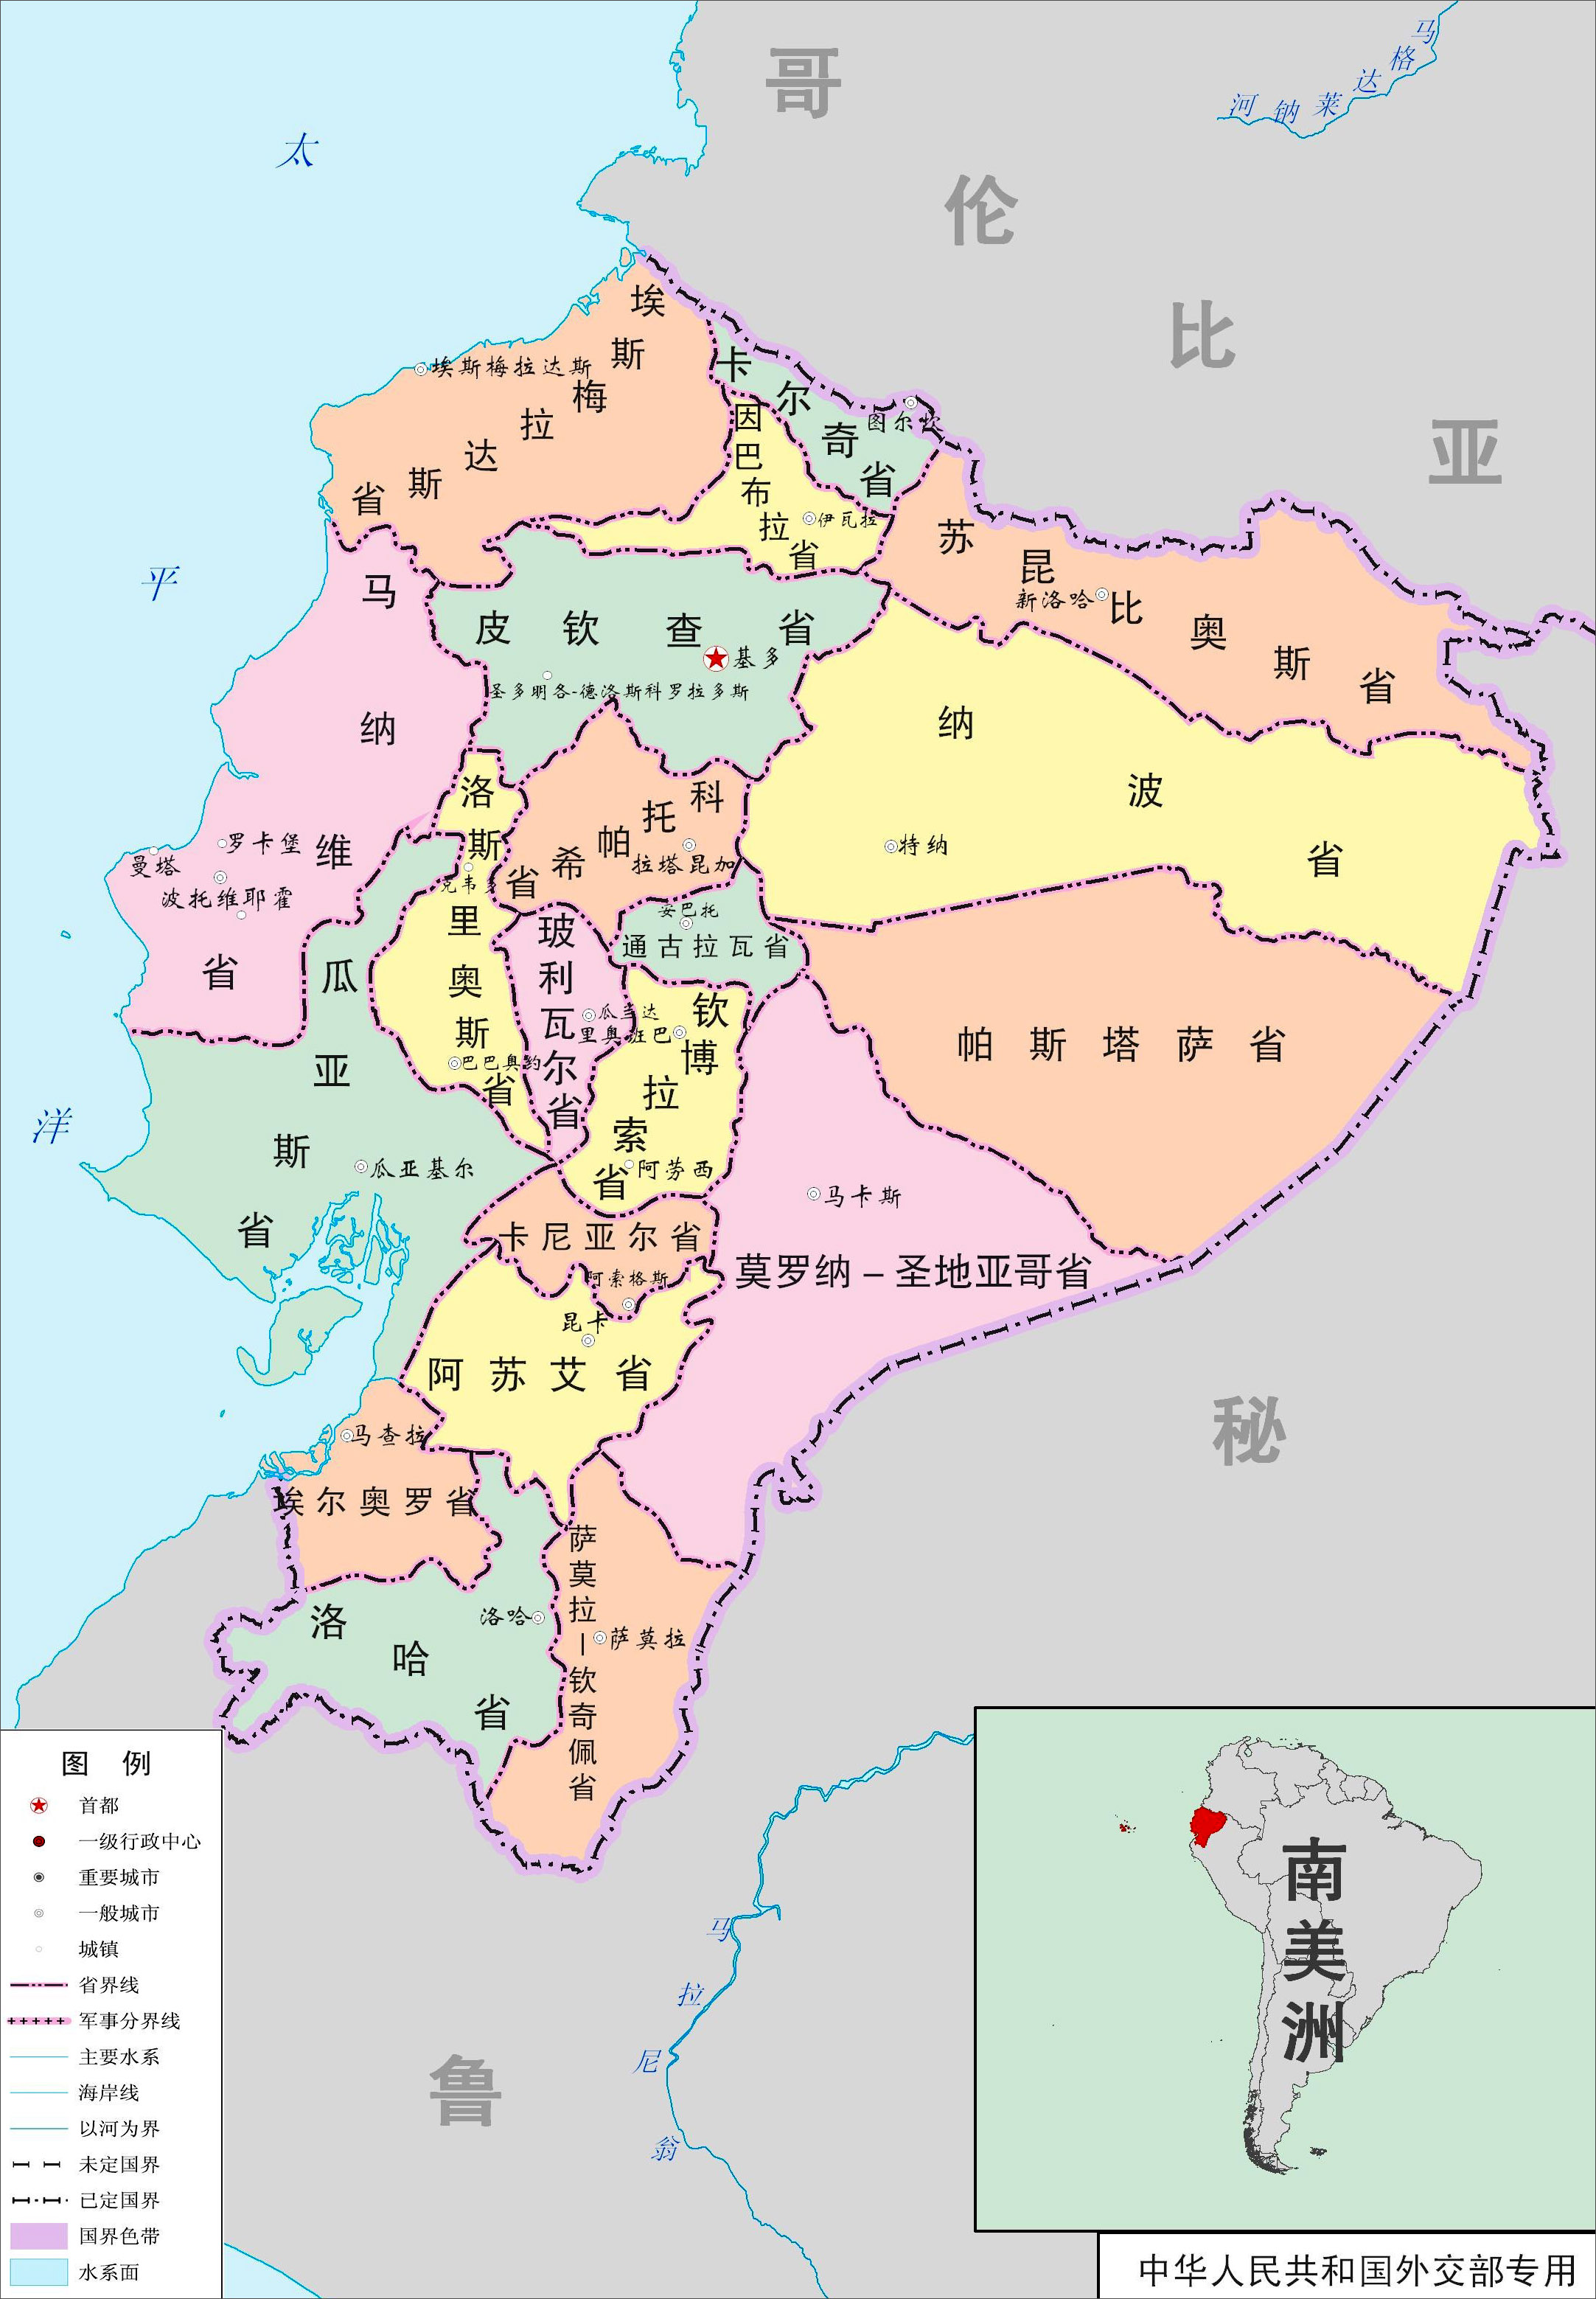 哥伦比亚
马格达莱纳河
太平洋
埃斯梅拉达斯省
埃斯梅拉达斯
卡尔奇省
图尔坎
因巴布拉省
伊瓦拉
苏昆比奥斯省
新洛哈
马纳维省
皮钦查省
基多
圣多明各-德洛斯科罗拉多斯
纳波省
特纳
科托帕希省
拉塔昆加
洛斯里奥斯省
克韦多
巴巴奥约
罗卡堡
曼塔
波托维耶霍
安巴托
通古拉瓦省
玻利瓦尔省
瓜兰达
里奥班巴
钦博拉索省
阿劳西
帕斯塔萨省
瓜亚斯省
瓜亚基尔
马卡斯
莫罗纳－圣地亚哥省
卡尼亚尔省
阿索格斯
昆卡
阿苏艾省
马查拉
埃尔奥罗省
洛哈省
洛哈
萨莫拉－钦奇佩省
萨莫拉
秘鲁
马拉尼翁
图 例
首都
一级行政中心
重要城市
一般城市
城镇
省界线
军事分界线
主要水系
海岸线
以河为界
未定国界
已定国界
国界色带
水系面
南美洲
中华人民共和国外交部专用